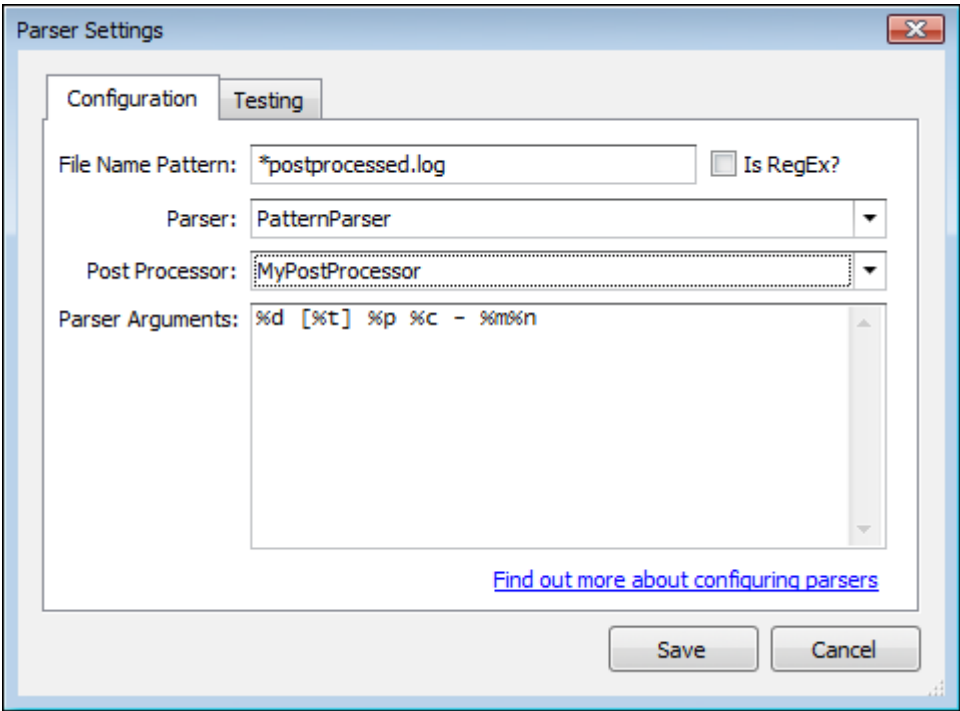 Parser Settings
Configuration
Testing
File Name Pattern: *postprocessed.log Is RegEx?
Parser: PatternParser
Post Processor: MyPostProcessor
Parser Arguments: %d [%t] %p %c - %m%n
Find out more about configuring parsers
Save Cancel